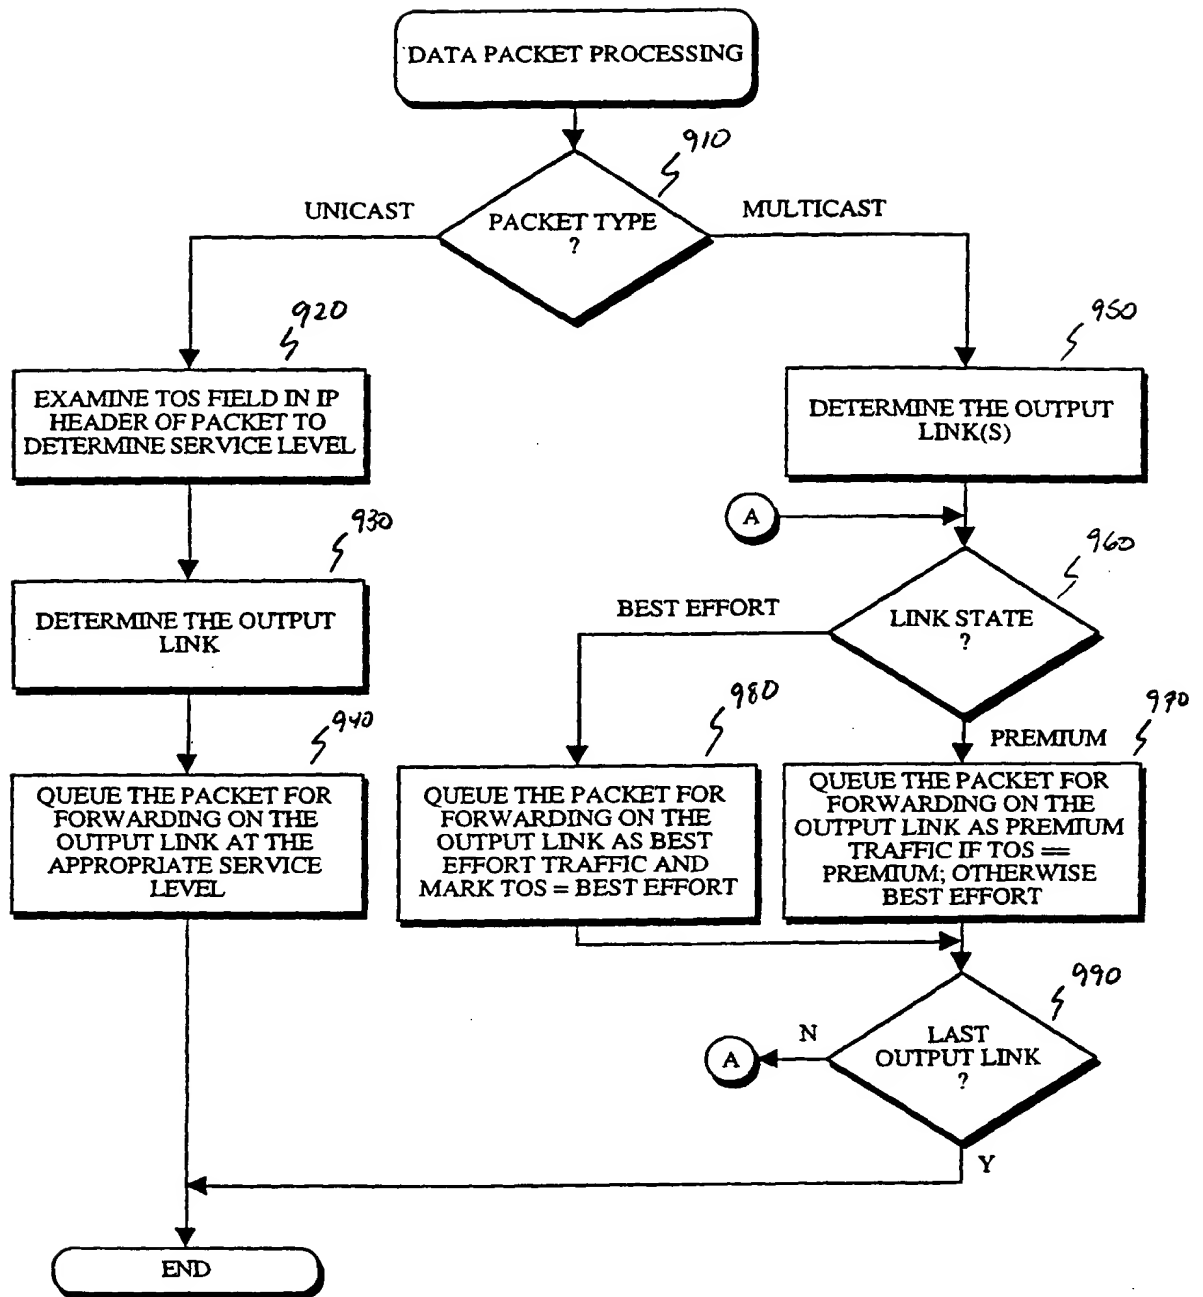 DATA PACKET PROCESSING
910
PACKET TYPE
?
UNICAST
MULTICAST
920
EXAMINE TOS FIELD IN IP
HEADER OF PACKET TO
DETERMINE SERVICE LEVEL
950
DETERMINE THE OUTPUT
LINK(S)
A
930
DETERMINE THE OUTPUT
LINK
960
LINK STATE
?
BEST EFFORT
PREMIUM
940
QUEUE THE PACKET FOR
FORWARDING ON THE
OUTPUT LINK AT THE
APPROPRIATE SERVICE
LEVEL
980
QUEUE THE PACKET FOR
FORWARDING ON THE
OUTPUT LINK AS BEST
EFFORT TRAFFIC AND
MARK TOS = BEST EFFORT
970
QUEUE THE PACKET FOR
FORWARDING ON THE
OUTPUT LINK AS PREMIUM
TRAFFIC IF TOS ==
PREMIUM; OTHERWISE
BEST EFFORT
990
LAST
OUTPUT LINK
?
N
A
Y
END